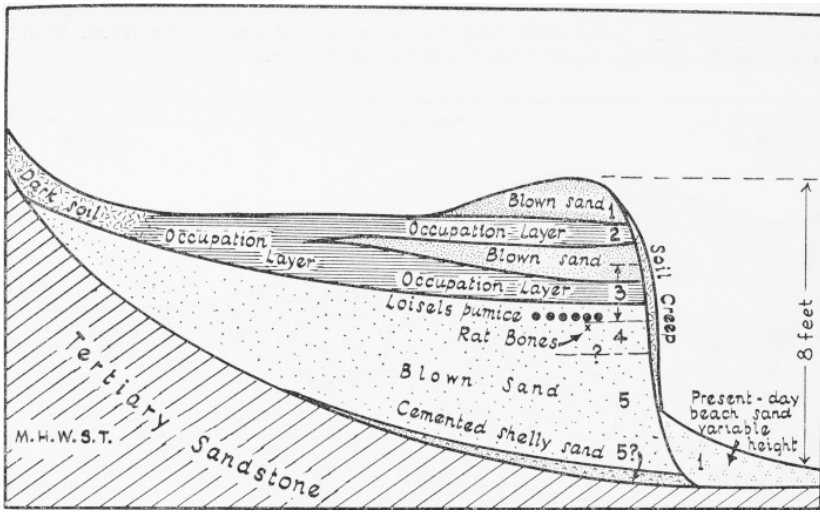 Dark soil
Blown sand 1
Occupation Layer 2
Occupation
Layer
Blown sand
Occupation Layer 3
Loisels pumice
Rat Bones
4
?
Blown Sand 5
Cemented shelly sand 5?
Soil Creep
8 feet
Present-day
beach sand
variable
height
1
Tertiary Sandstone
M.H.W.S.T.